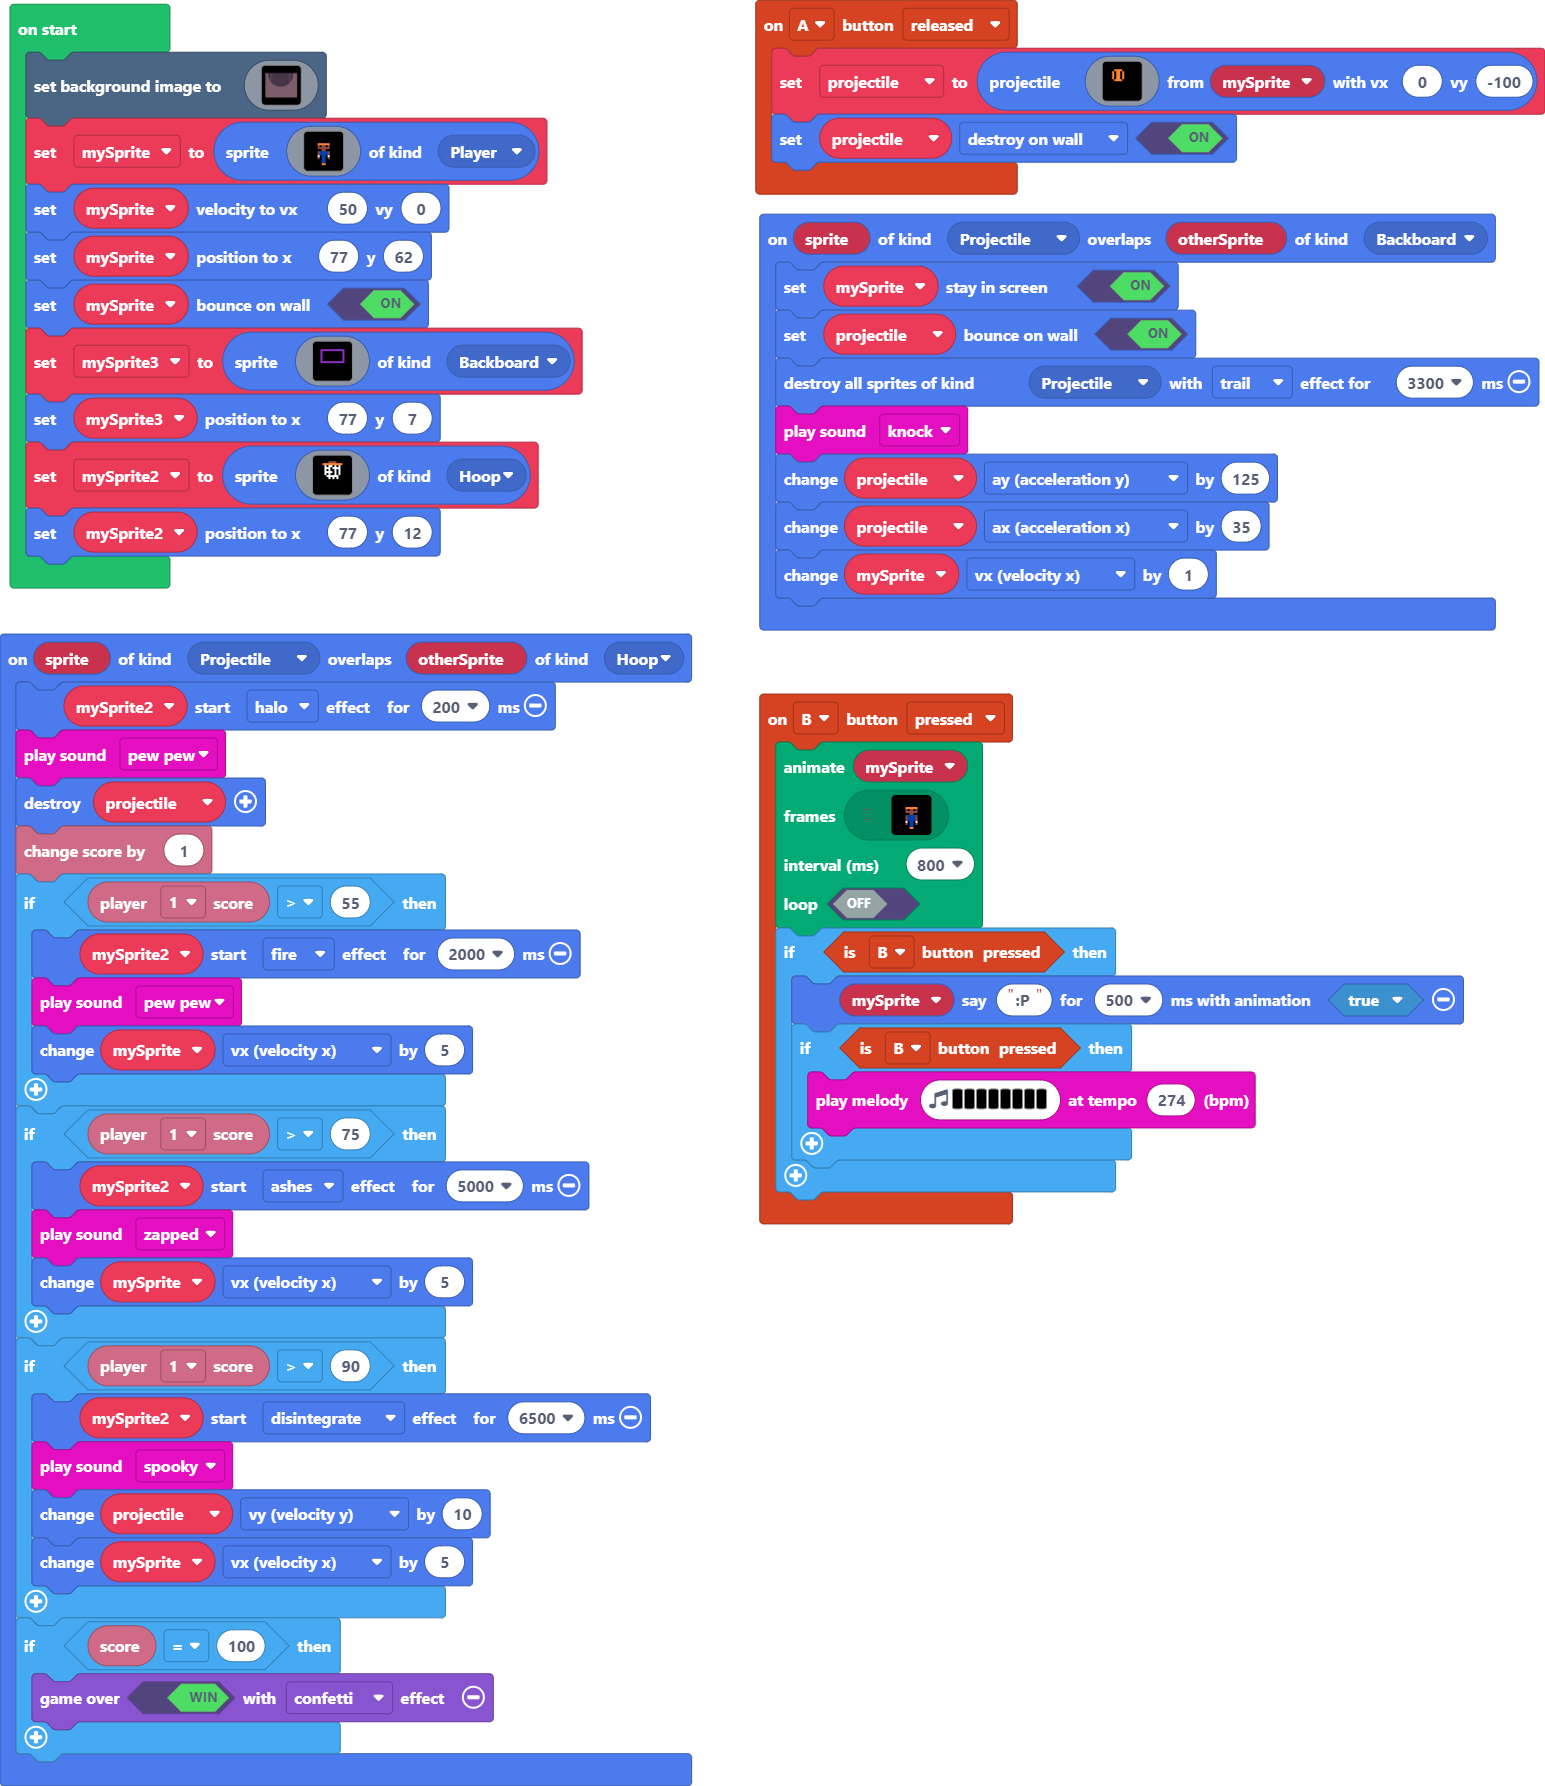 on start
set background image to
set mySprite to sprite of kind Player
set mySprite velocity to vx 50 vy 0
set mySprite position to x 77 y 62
set mySprite bounce on wall ON
set mySprite3 to sprite of kind Backboard
set mySprite3 position to x 77 y 7
set mySprite2 to sprite of kind Hoop
set mySprite2 position to x 77 y 12
on A button released
set projectile to projectile from mySprite with vx 0 vy -100
set projectile destroy on wall ON
on sprite of kind Projectile overlaps otherSprite of kind Backboard
set mySprite stay in screen ON
set projectile bounce on wall ON
destroy all sprites of kind Projectile with trail effect for 3300 ms
play sound knock
change projectile ay (acceleration y) by 125
change projectile ax (acceleration x) by 35
change mySprite vx (velocity x) by 1
on sprite of kind Projectile overlaps otherSprite of kind Hoop
mySprite2 start halo effect for 200 ms
play sound pew pew
destroy projectile
change score by 1
if player 1 score > 55 then
mySprite2 start fire effect for 2000 ms
play sound pew pew
change mySprite vx (velocity x) by 5
if player 1 score > 75 then
mySprite2 start ashes effect for 5000 ms
play sound zapped
change mySprite vx (velocity x) by 5
if player 1 score > 90 then
mySprite2 start disintegrate effect for 6500 ms
play sound spooky
change projectile vy (velocity y) by 10
change mySprite vx (velocity x) by 5
if score = 100 then
game over WIN with confetti effect
on B button pressed
animate mySprite
frames
interval (ms) 800
loop OFF
if is B button pressed then
mySprite say ":P" for 500 ms with animation true
if is B button pressed then
play melody at tempo 274 (bpm)